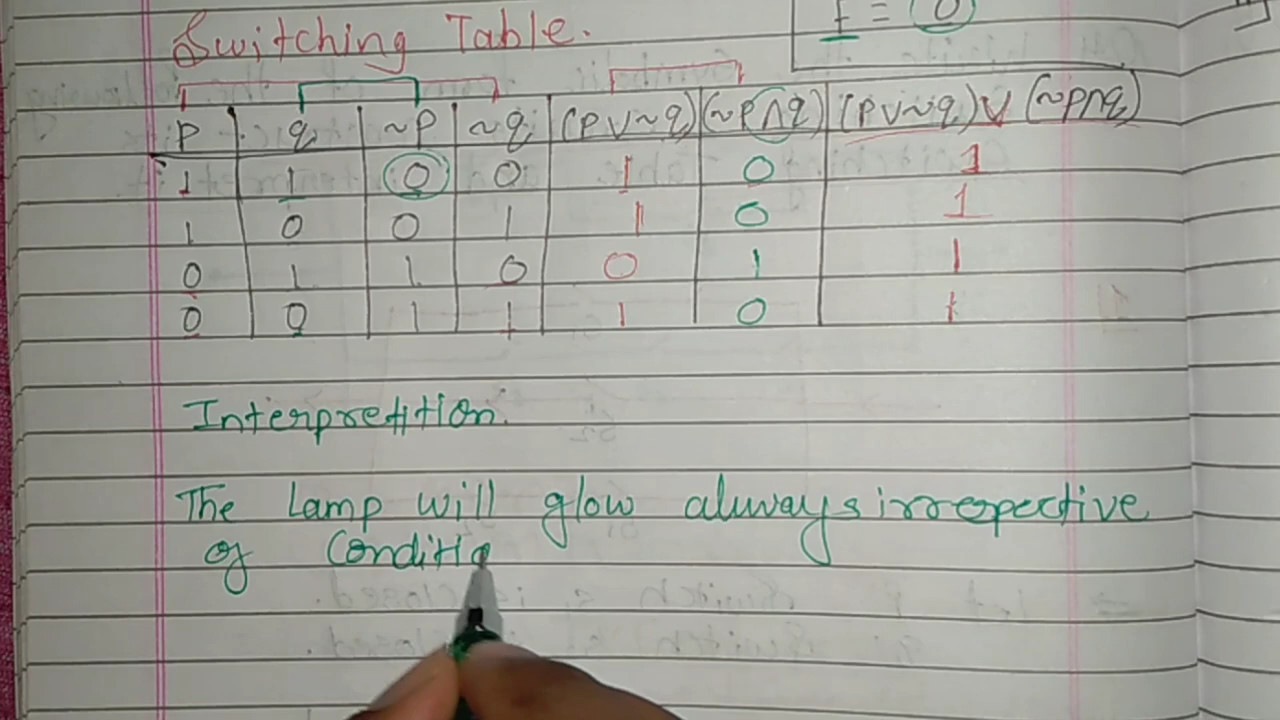 F = 0
Switching Table.
p q ~p ~q (p∨~q) (~p∧q) (p∨~q)∨(~p∧q)
1 1 0 0 1 0 1
1 0 0 1 1 0 1
0 1 1 0 0 1 1
0 0 1 1 1 0 1
Interpretition.
The Lamp will glow always irrespective
of Conditio